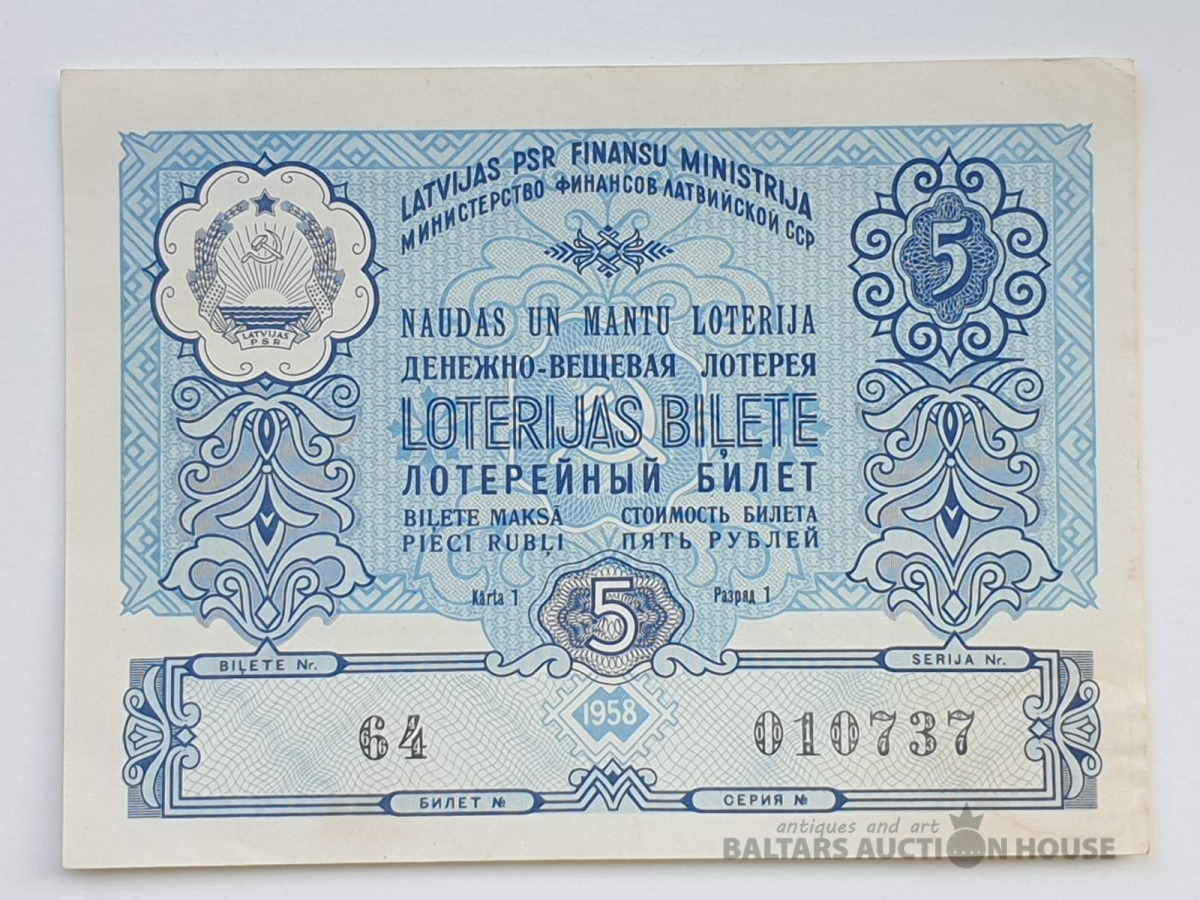 LATVIJAS PSR FINANSU MINISTRIJA
МИНИСТЕРСТВО ФИНАНСОВ ЛАТВИЙСКОЙ ССР
5
LATVIJAS
PSR
NAUDAS UN MANTU LOTERIJA
ДЕНЕЖНО-ВЕЩЕВАЯ ЛОТЕРЕЯ
LOTERIJAS BIĻETE
ЛОТЕРЕЙНЫЙ БИЛЕТ
BIĻETE MAKSĀ СТОИМОСТЬ БИЛЕТА
PIECI RUBĻI ПЯТЬ РУБЛЕЙ
Kārta 1 5 Разряд 1
BIĻETE Nr. SERIJA Nr.
64 1958 010737
БИЛЕТ № СЕРИЯ №
antiques and art
BALTARS AUCTION HOUSE